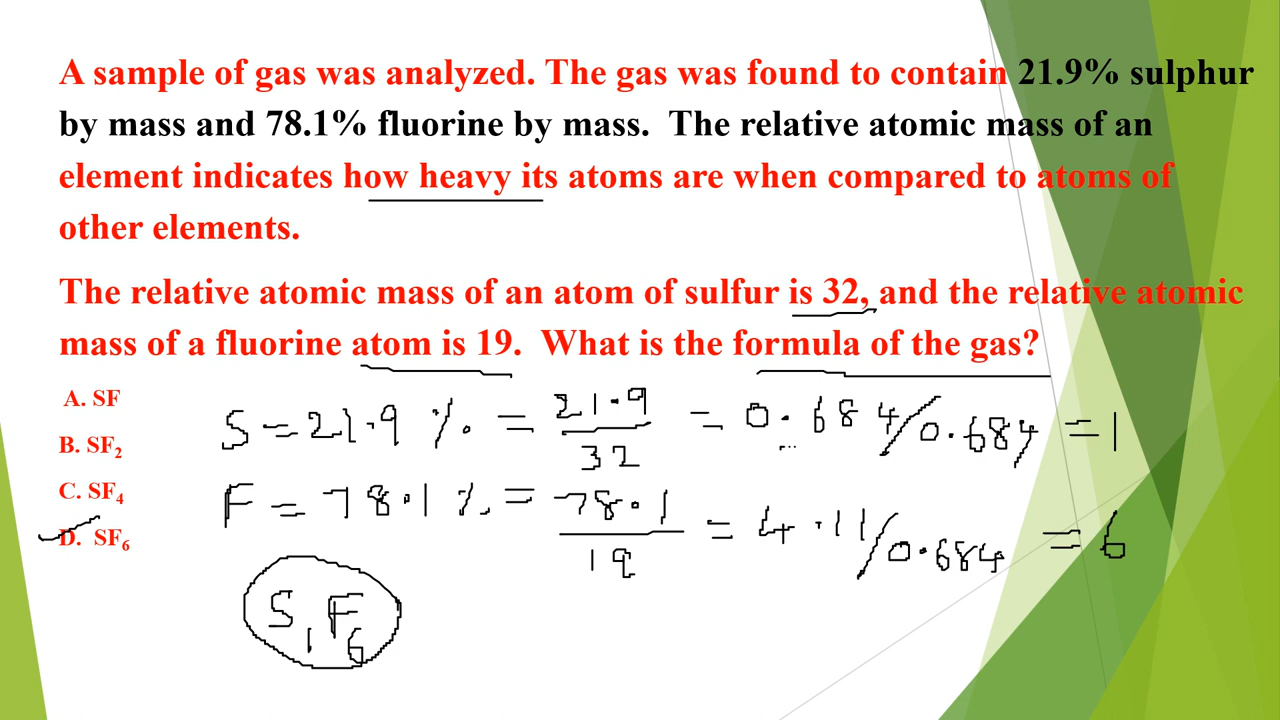 A sample of gas was analyzed. The gas was found to contain 21.9% sulphur
by mass and 78.1% fluorine by mass. The relative atomic mass of an
element indicates how heavy its atoms are when compared to atoms of
other elements.
The relative atomic mass of an atom of sulfur is 32, and the relative atomic
mass of a fluorine atom is 19. What is the formula of the gas?
A. SF
B. SF₂
C. SF₄
D. SF₆
S = 21.9 % = 21.9/32 = 0.684/0.684 = 1
F = 78.1 % = 78.1/19 = 4.11/0.684 = 6
S₁F₆